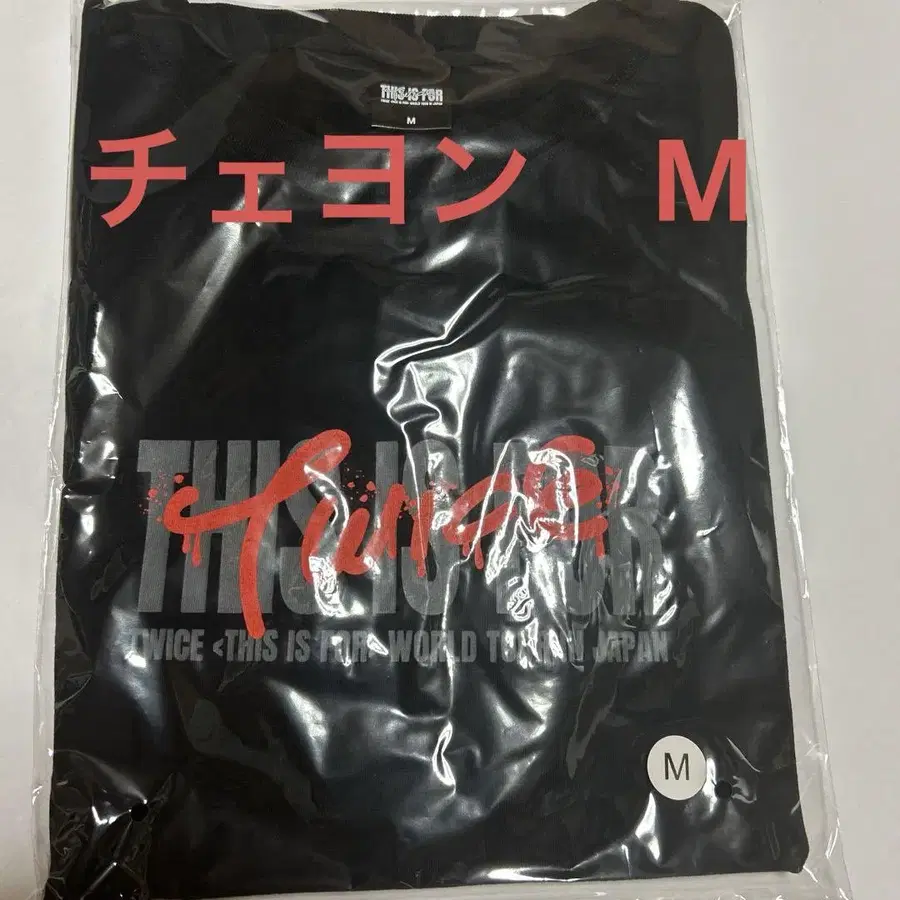 THIS IS FOR
M
チェヨン M
THIS IS FOR
TWICE <THIS IS FOR> WORLD TOUR IN JAPAN
M